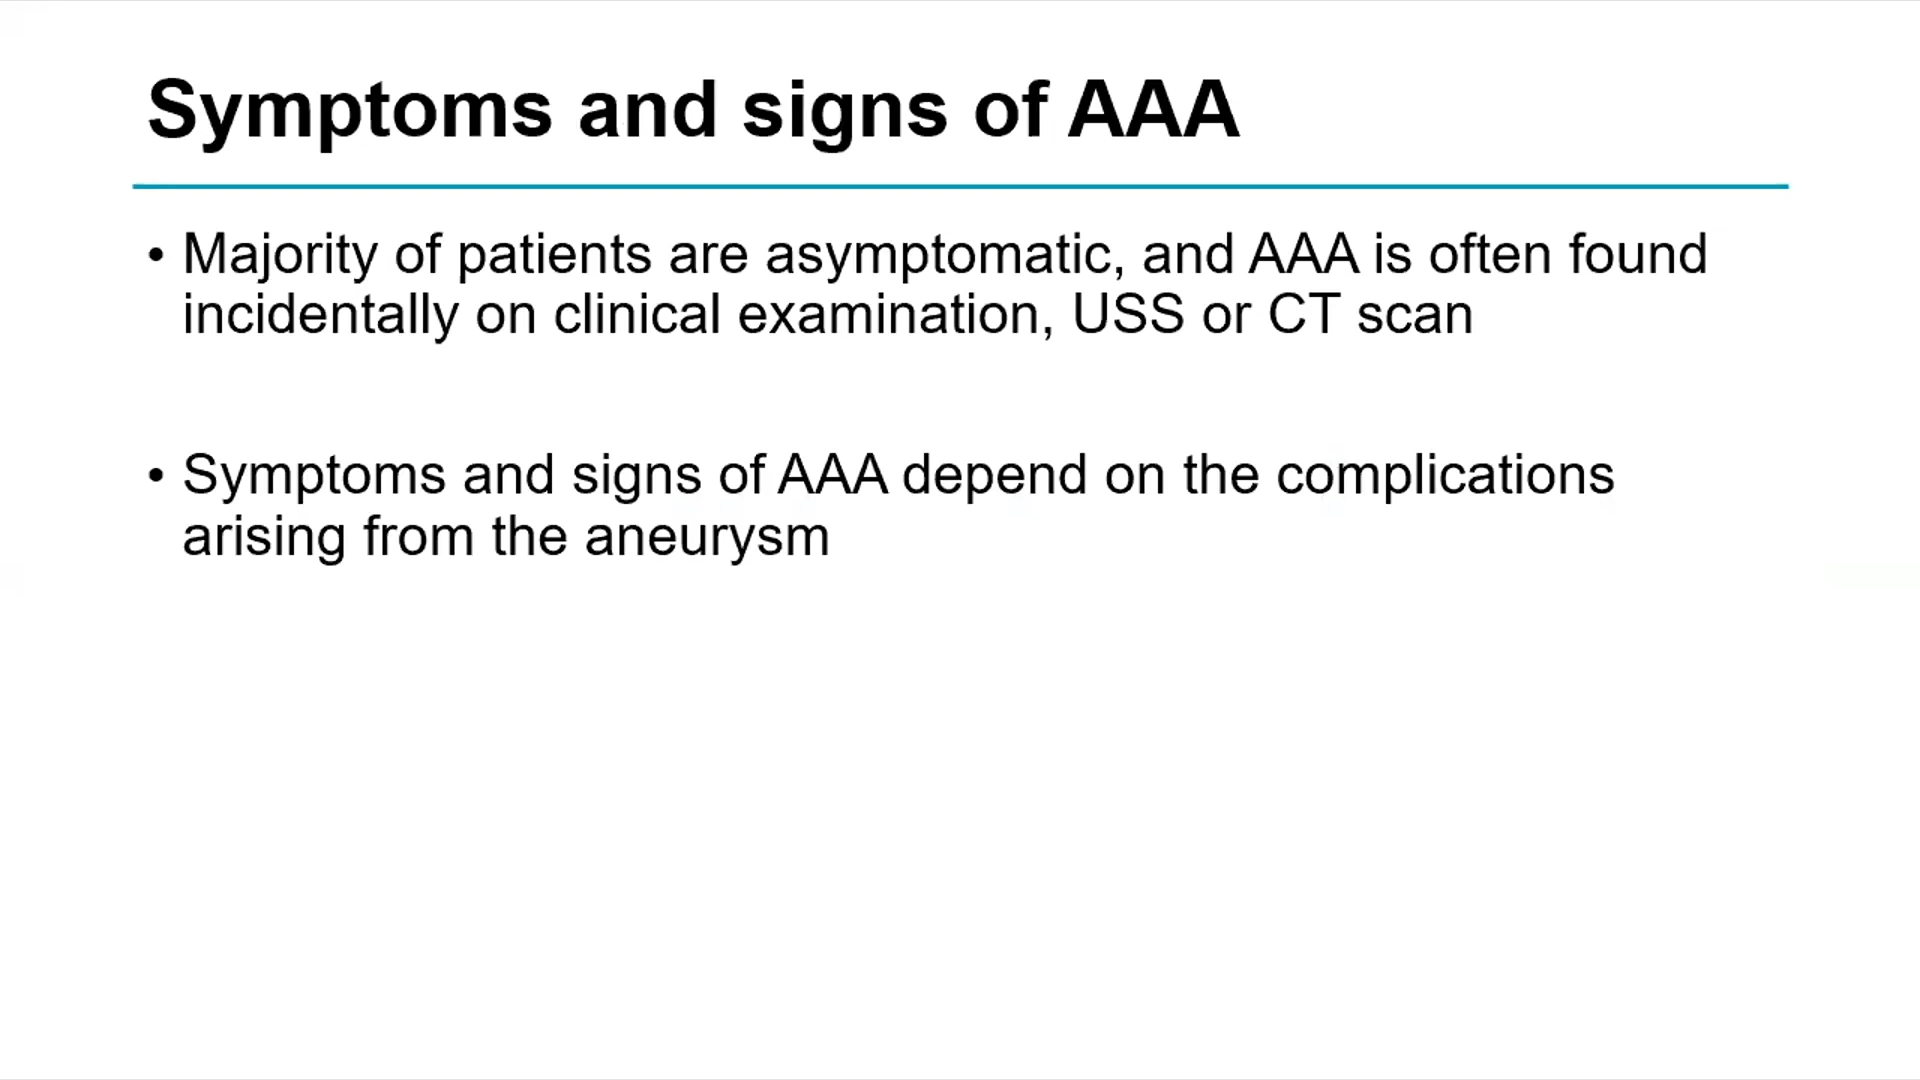 Symptoms and signs of AAA
• Majority of patients are asymptomatic, and AAA is often found
incidentally on clinical examination, USS or CT scan
• Symptoms and signs of AAA depend on the complications
arising from the aneurysm